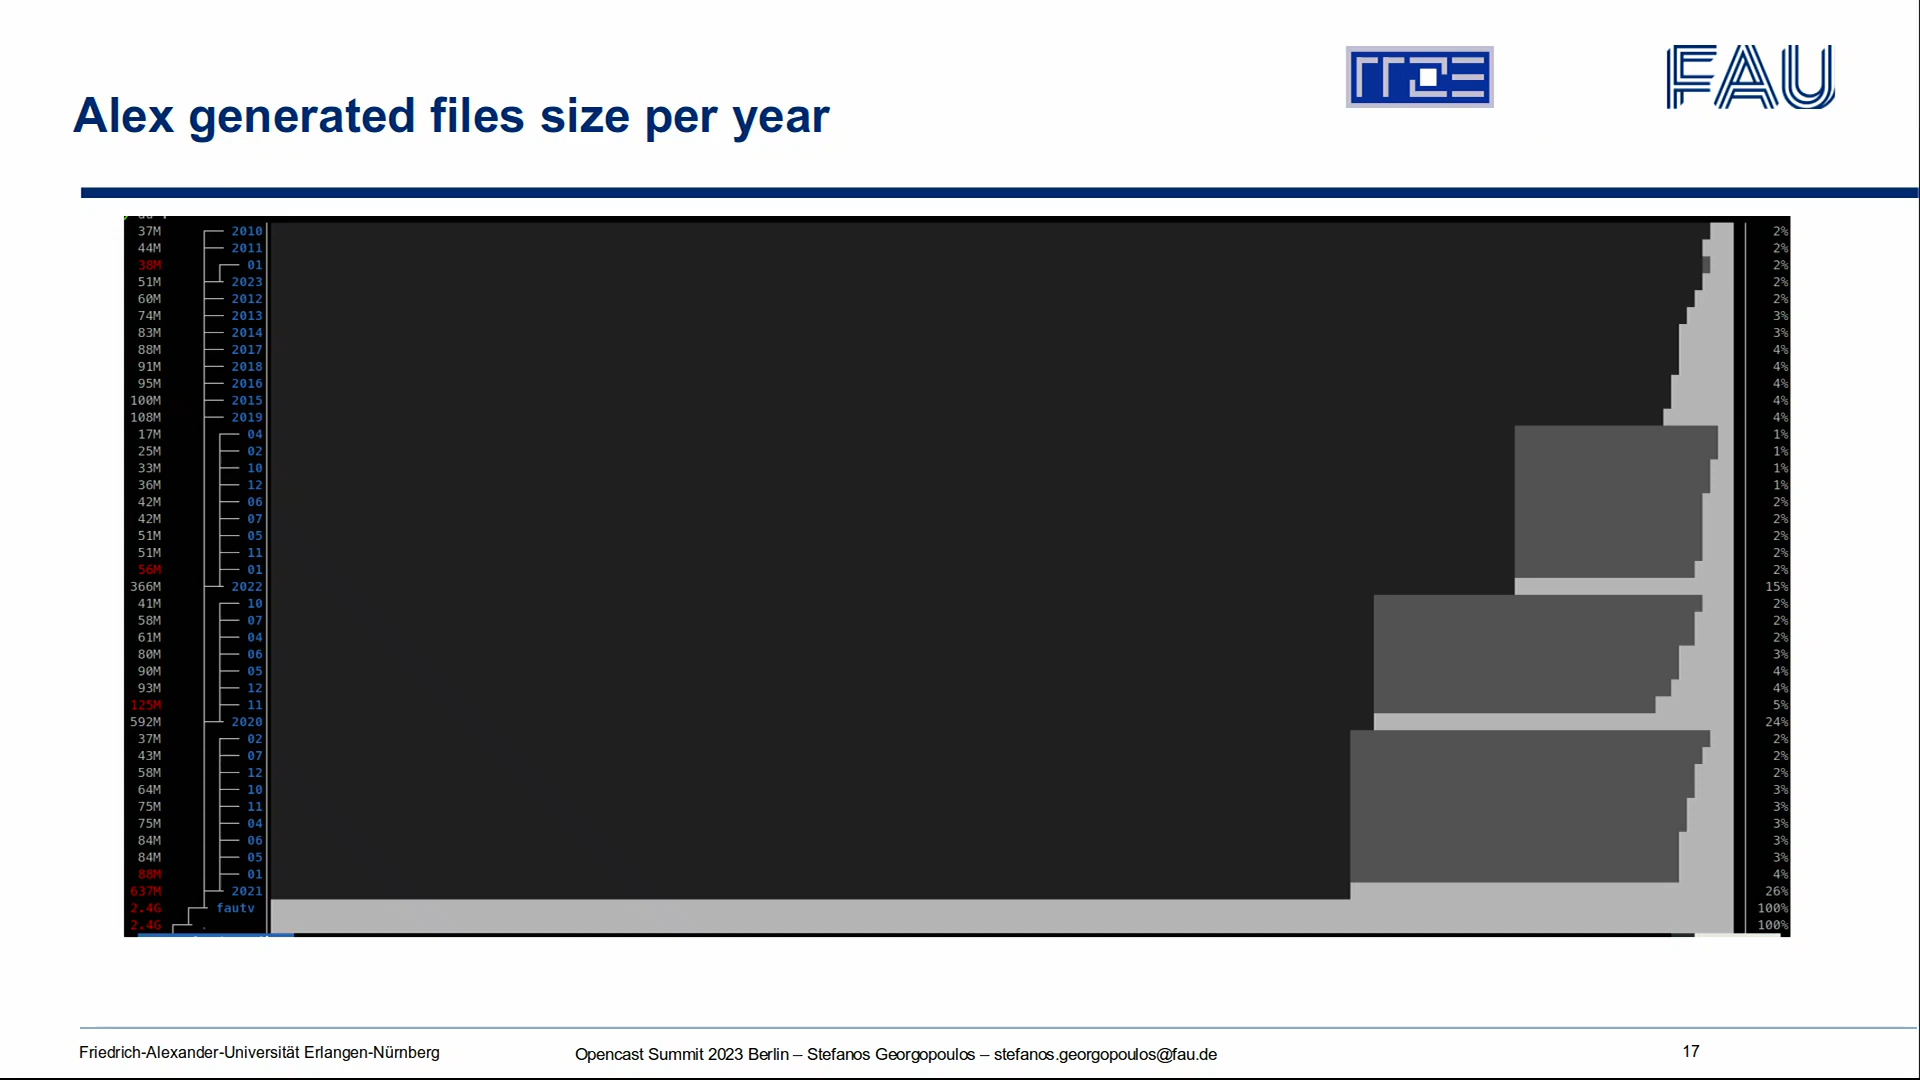 FAU
Alex generated files size per year
37M 2010 2%
44M 2011 2%
38M 01 2%
51M 2023 2%
60M 2012 2%
74M 2013 3%
83M 2014 3%
88M 2017 4%
91M 2018 4%
95M 2016 4%
100M 2015 4%
108M 2019 4%
17M 04 1%
25M 02 1%
33M 10 1%
36M 12 1%
42M 06 2%
42M 07 2%
51M 05 2%
51M 11 2%
56M 01 2%
366M 2022 15%
41M 10 2%
58M 07 2%
61M 04 2%
80M 06 3%
90M 05 4%
93M 12 4%
125M 11 5%
592M 2020 24%
37M 02 2%
43M 07 2%
58M 12 2%
64M 10 3%
75M 11 3%
75M 04 3%
84M 06 3%
84M 05 3%
88M 01 4%
637M 2021 26%
2.4G fautv 100%
2.4G . 100%
Friedrich-Alexander-Universität Erlangen-Nürnberg
Opencast Summit 2023 Berlin – Stefanos Georgopoulos – stefanos.georgopoulos@fau.de
17